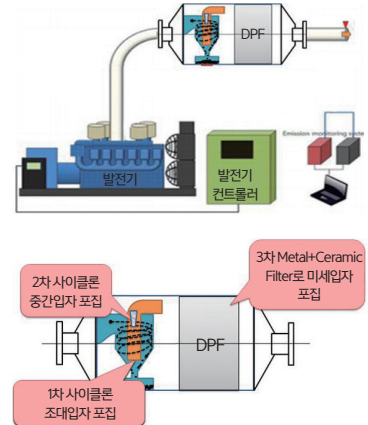 DPF
Emission monitoring syste
발전기
발전기
컨트롤러
3차 Metal+Ceramic
Filter로 미세입자
포집
2차 사이클론
중간입자 포집
DPF
1차 사이클론
조대입자 포집